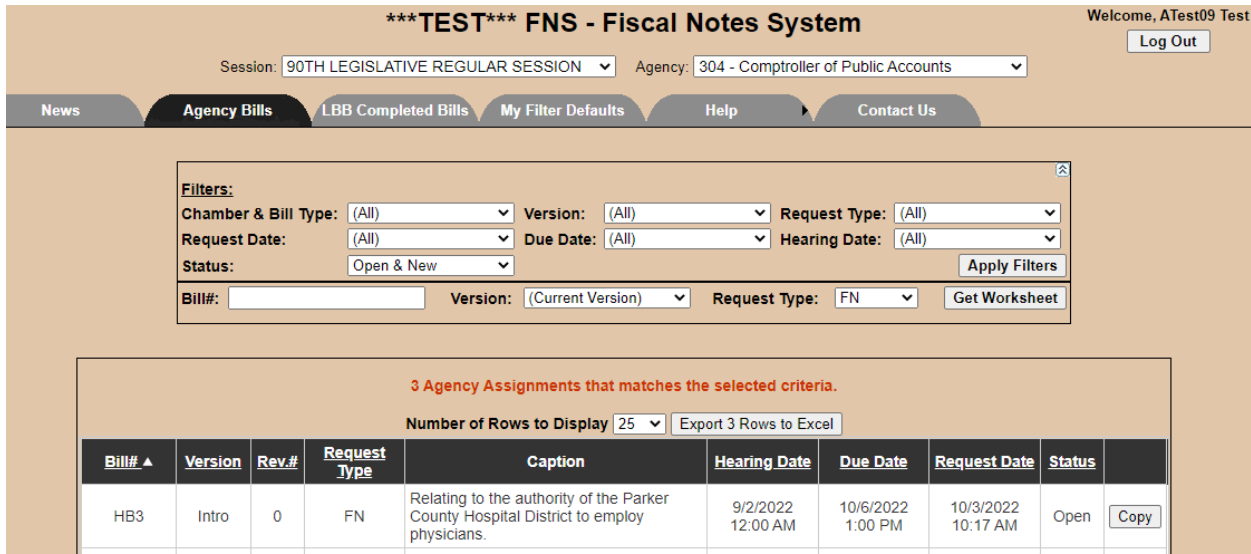 ***TEST*** FNS - Fiscal Notes System
Welcome, ATest09 Test
Log Out
Session: 90TH LEGISLATIVE REGULAR SESSION Agency: 304 - Comptroller of Public Accounts
News Agency Bills LBB Completed Bills My Filter Defaults Help Contact Us
Filters:
Chamber & Bill Type: (All) Version: (All) Request Type: (All)
Request Date: (All) Due Date: (All) Hearing Date: (All)
Status: Open & New Apply Filters
Bill#: Version: (Current Version) Request Type: FN Get Worksheet
3 Agency Assignments that matches the selected criteria.
Number of Rows to Display 25 Export 3 Rows to Excel
Bill# ▲ Version Rev.# Request Type Caption Hearing Date Due Date Request Date Status
HB3 Intro 0 FN Relating to the authority of the Parker County Hospital District to employ physicians. 9/2/2022 12:00 AM 10/6/2022 1:00 PM 10/3/2022 10:17 AM Open Copy